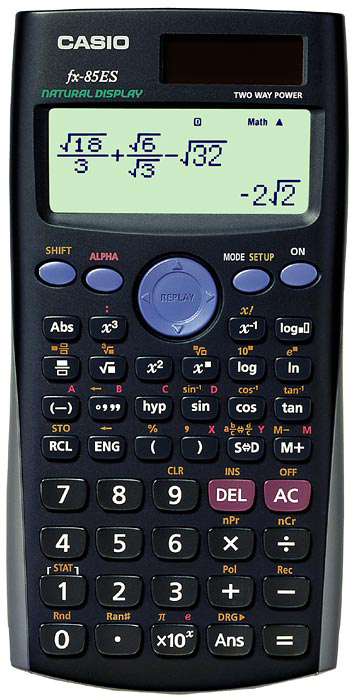 CASIO
fx-85ES
NATURAL DISPLAY TWO WAY POWER
D Math ▲
√18/3 + √6/√3 − √32
-2√2
SHIFT ALPHA MODE SETUP ON
REPLAY
: x!
Abs x³ x⁻¹ log▪□
³√ 10ˣ eˣ
√▪ x² x▪ log ln
A ← B C sin⁻¹ D cos⁻¹ tan⁻¹
(−) °,,, hyp sin cos tan
STO ← % , X M− M
RCL ENG ( ) S⇔D M+
CLR INS OFF
7 8 9 DEL AC
nPr nCr
4 5 6 × ÷
STAT Pol Rec
1 2 3 + −
Rnd Ran# π e DRG▶
0 · ×10ˣ Ans =